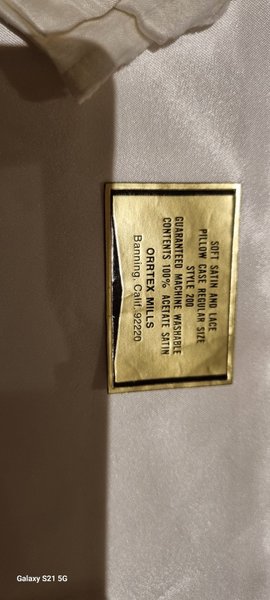 SOFT SATIN AND LACE
PILLOW CASE REGULAR SIZE
STYLE 200
GUARANTEED MACHINE WASHABLE
CONTENTS 100% ACETATE SATIN
ORRTEX MILLS
Banning, Calif. 92220
Galaxy S21 5G